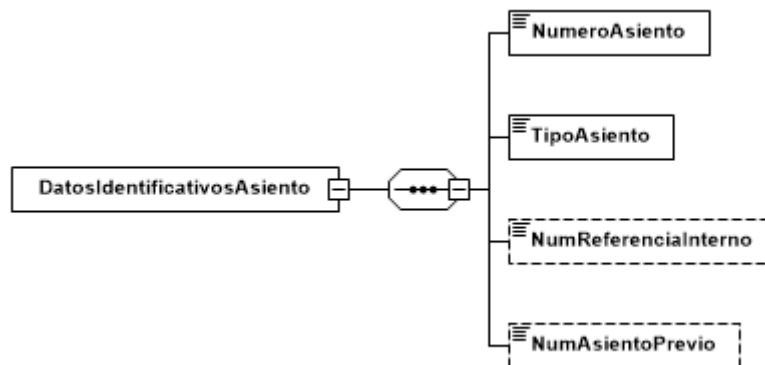 NumeroAsiento
TipoAsiento
DatosIdentificativosAsiento
NumReferenciaInterno
NumAsientoPrevio